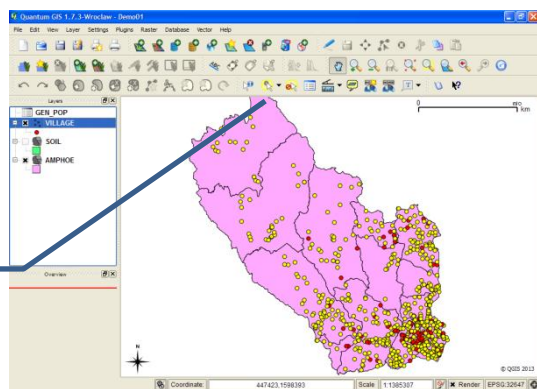 Quantum GIS 1.7.3-Wroclaw - Demo01
File Edit View Layer Settings Plugins Raster Database Vector Help
Layers
GEN_POP
VILLAGE
SOIL
AMPHOE
Overview
0
km
N
© QGIS 2013
Coordinate: 447423,1598393 Scale 1:1385307 Render EPSG:32647